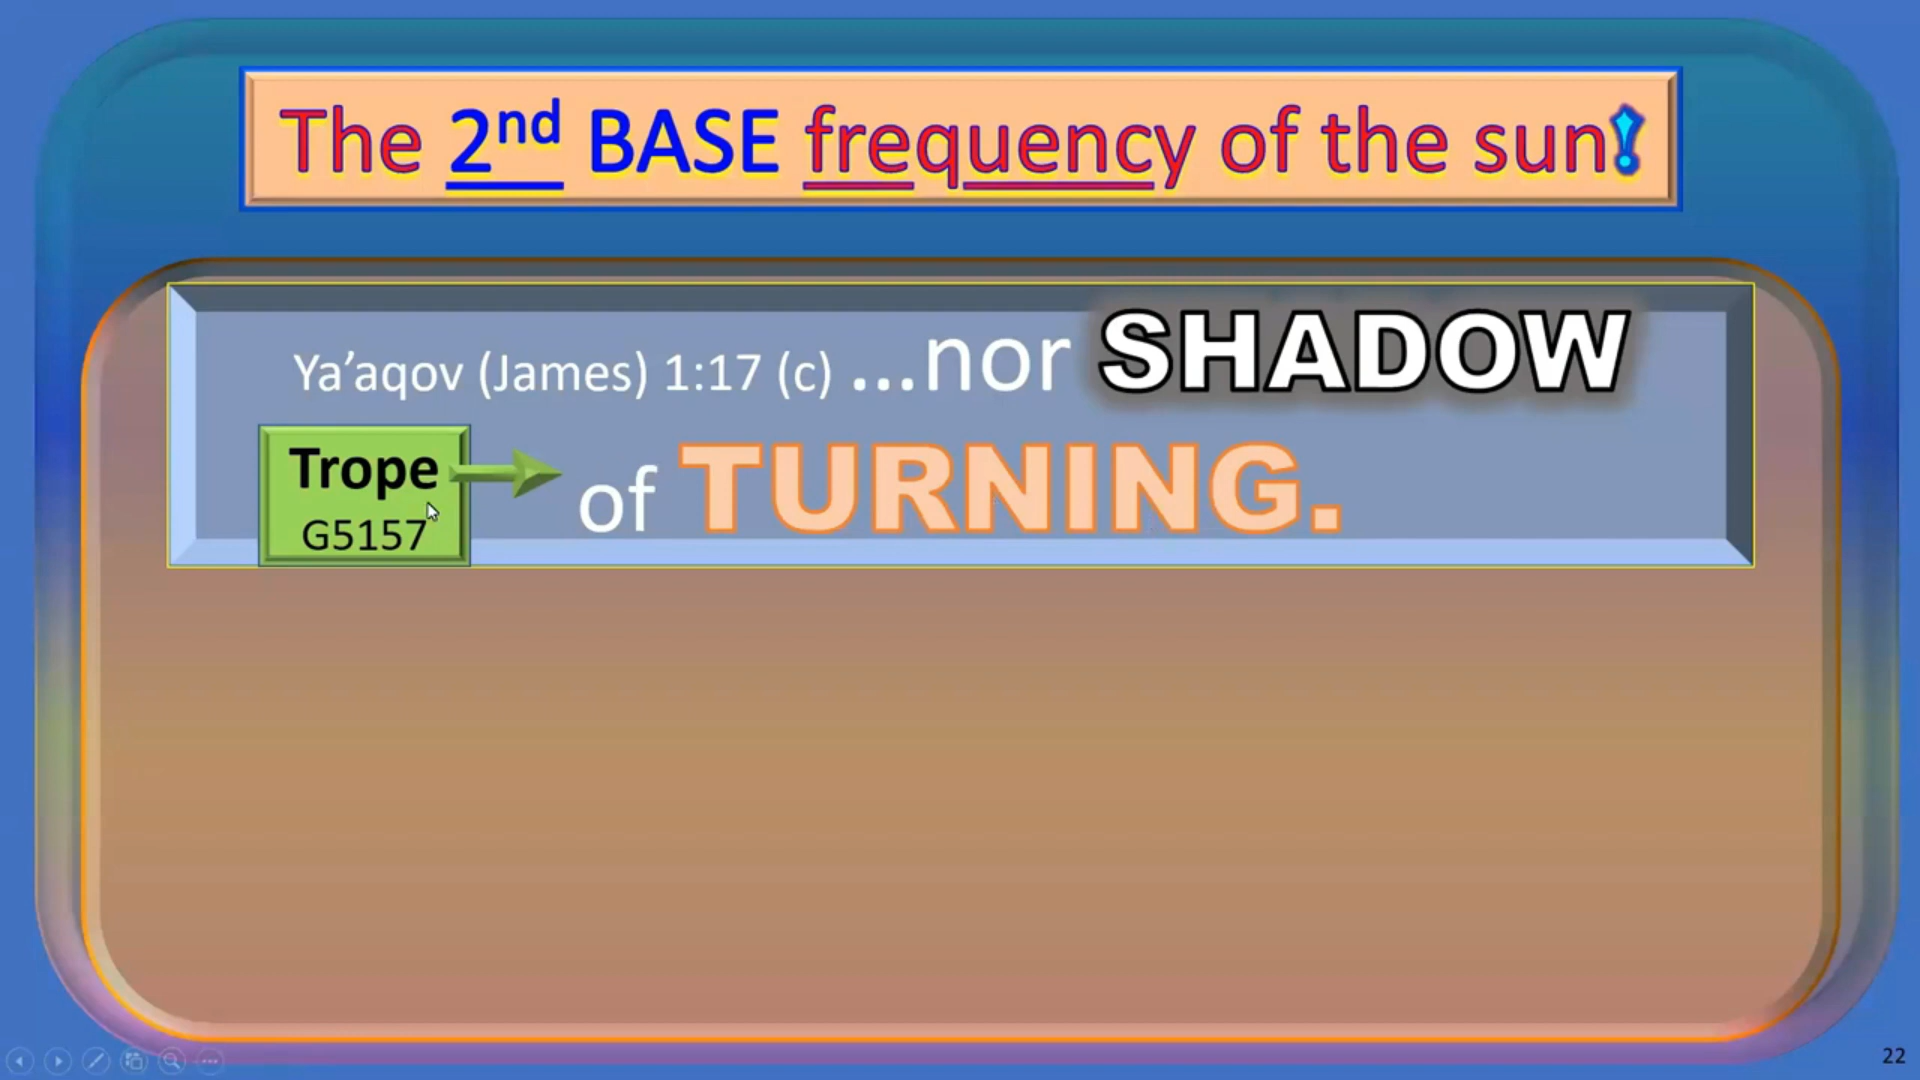 The 2nd BASE frequency of the sun!
Ya’aqov (James) 1:17 (c) ...nor SHADOW
Trope
G5157
of TURNING.
22